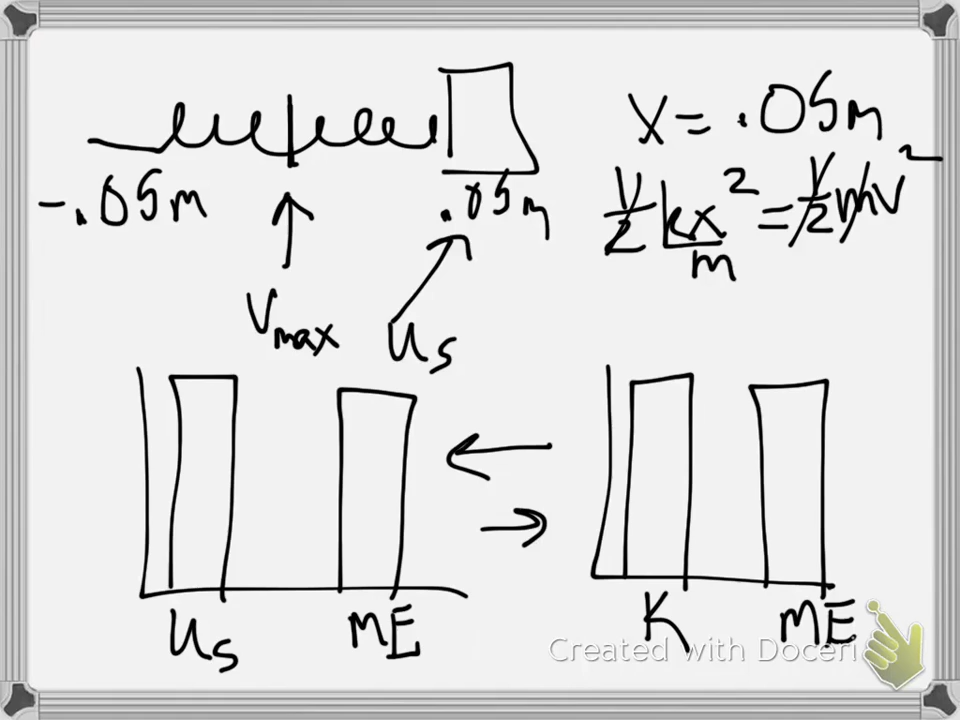 X = .05m
-.05m
.05m
1/2 kx²/m = 1/2 mv²
Vmax
Us
Us
ME
K
ME
Created with Doceri